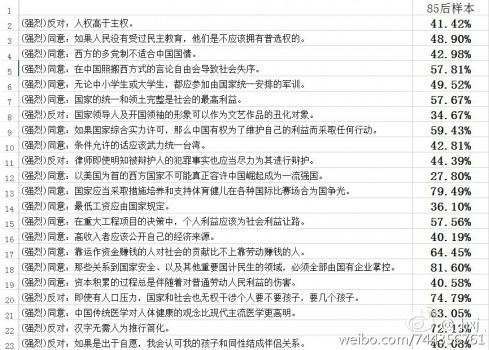 1 85后样本
2 (强烈)反对：人权高于主权。 41.42%
3 (强烈)同意：如果人民没有受过民主教育，他们是不应该拥有普选权的。 48.90%
4 (强烈)同意：西方的多党制不适合中国国情。 42.98%
5 (强烈)同意：在中国照搬西方式的言论自由会导致社会失序。 57.81%
6 (强烈)同意：无论中小学生或大学生，都应参加由国家统一安排的军训。 49.52%
7 (强烈)同意：国家的统一和领土完整是社会的最高利益。 57.67%
8 (强烈)反对：国家领导人及开国领袖的形象可以作为文艺作品的丑化对象。 34.67%
9 (强烈)同意：如果国家综合实力许可，那么中国有权为了维护自己的利益而采取任何行动。 59.43%
10 (强烈)同意：条件允许的话应该武力统一台湾。 42.81%
11 (强烈)反对：律师即使明知被辩护人的犯罪事实也应当尽力为其进行辩护。 44.39%
12 (强烈)同意：以美国为首的西方国家不可能真正容许中国崛起成为一流强国。 27.80%
13 (强烈)同意：国家应当采取措施培养和支持体育健儿在各种国际比赛场合为国争光。 79.49%
14 (强烈)同意：最低工资应由国家规定。 36.10%
15 (强烈)同意：在重大工程项目的决策中，个人利益应该为社会利益让路。 57.56%
16 (强烈)同意：高收入者应该公开自己的经济来源。 40.19%
17 (强烈)同意：靠运作资金赚钱的人对社会的贡献比不上靠劳动赚钱的人。 64.45%
18 (强烈)同意：那些关系到国家安全、以及其他重要国计民生的领域，必须全部由国有企业掌控。 81.60%
19 (强烈)同意：资本积累的过程总是伴随着对普通劳动人民利益的伤害。 40.58%
20 (强烈)反对：即使有人口压力，国家和社会也无权干涉个人要不要孩子，要几个孩子。 74.79%
21 (强烈)同意：中国传统医学对人体健康的观念比现代主流医学更高明。 63.05%
22 (强烈)反对：汉字无需人为推行简化。 72.13%
23 (强烈)反对：如果是出于自愿，我会认可我的孩子和同性结成伴侣关系。 46.08%
weibo.com/744756761